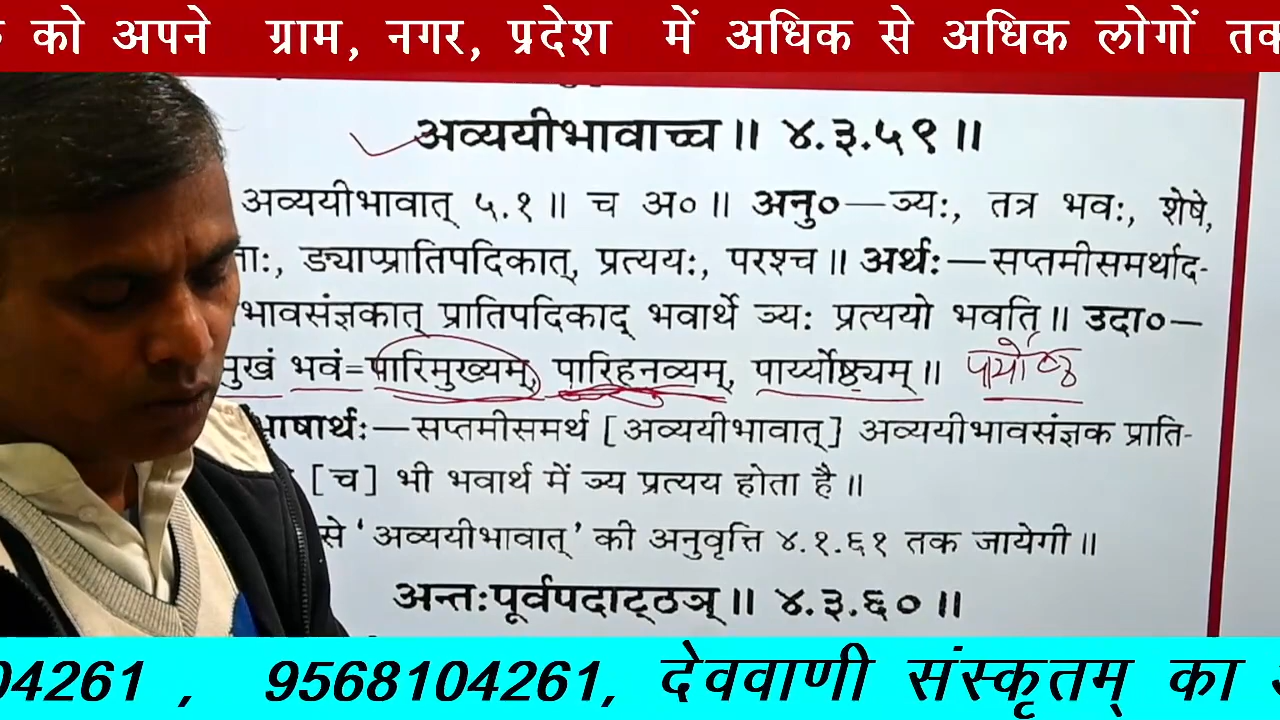 को अपने ग्राम, नगर, प्रदेश में अधिक से अधिक लोगों तक
अव्ययीभावाच्च॥ ४.३.५९॥
अव्ययीभावात् ५.१॥ च अ०॥ अनु०—ञ्यः, तत्र भवः, शेषे,
ताः, ङ्याप्प्रातिपदिकात्, प्रत्ययः, परश्च॥ अर्थः—सप्तमीसमर्थाद-
भावसंज्ञकात् प्रातिपदिकाद् भवार्थे ञ्यः प्रत्ययो भवति॥ उदा०—
मुखं भवं=पारिमुख्यम्, पारिहनव्यम्, पार्य्योष्ठ्यम्॥
भाषार्थः—सप्तमीसमर्थ [अव्ययीभावात्] अव्ययीभावसंज्ञक प्राति-
[च] भी भवार्थ में ञ्य प्रत्यय होता है॥
से 'अव्ययीभावात्' की अनुवृत्ति ४.१.६१ तक जायेगी॥
अन्तःपूर्वपदाट्ठञ्॥ ४.३.६०॥
04261 , 9568104261, देववाणी संस्कृतम् का